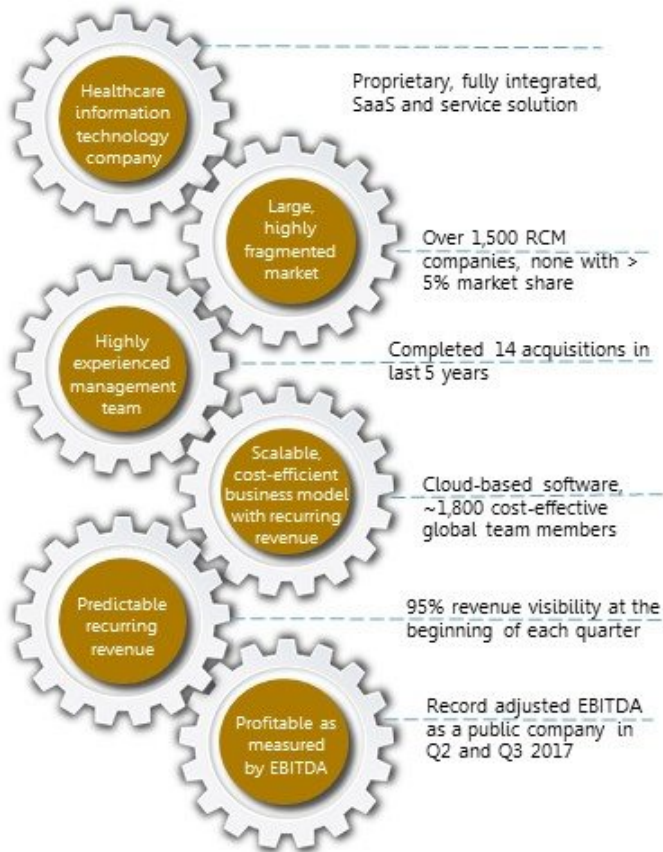 Healthcare
information
technology
company
Proprietary, fully integrated,
SaaS and service solution
Large,
highly
fragmented
market
Over 1,500 RCM
companies, none with >
5% market share
Highly
experienced
management
team
Completed 14 acquisitions in
last 5 years
Scalable,
cost-efficient
business model
with recurring
revenue
Cloud-based software,
~1,800 cost-effective
global team members
Predictable
recurring
revenue
95% revenue visibility at the
beginning of each quarter
Profitable as
measured
by EBITDA
Record adjusted EBITDA
as a public company in
Q2 and Q3 2017